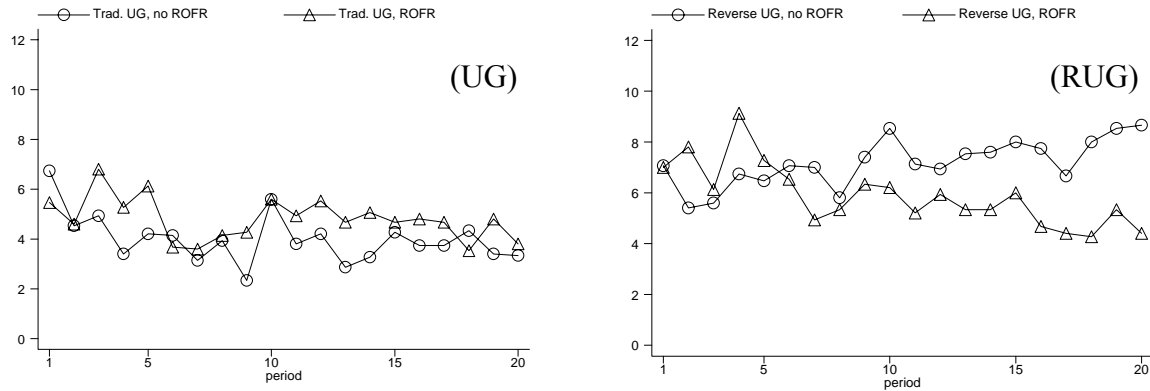 Trad. UG, no ROFR Trad. UG, ROFR
12
10
8
6
4
2
0
(UG)
1 5 10 15 20
period
Reverse UG, no ROFR Reverse UG, ROFR
12
10
8
6
4
2
0
(RUG)
1 5 10 15 20
period